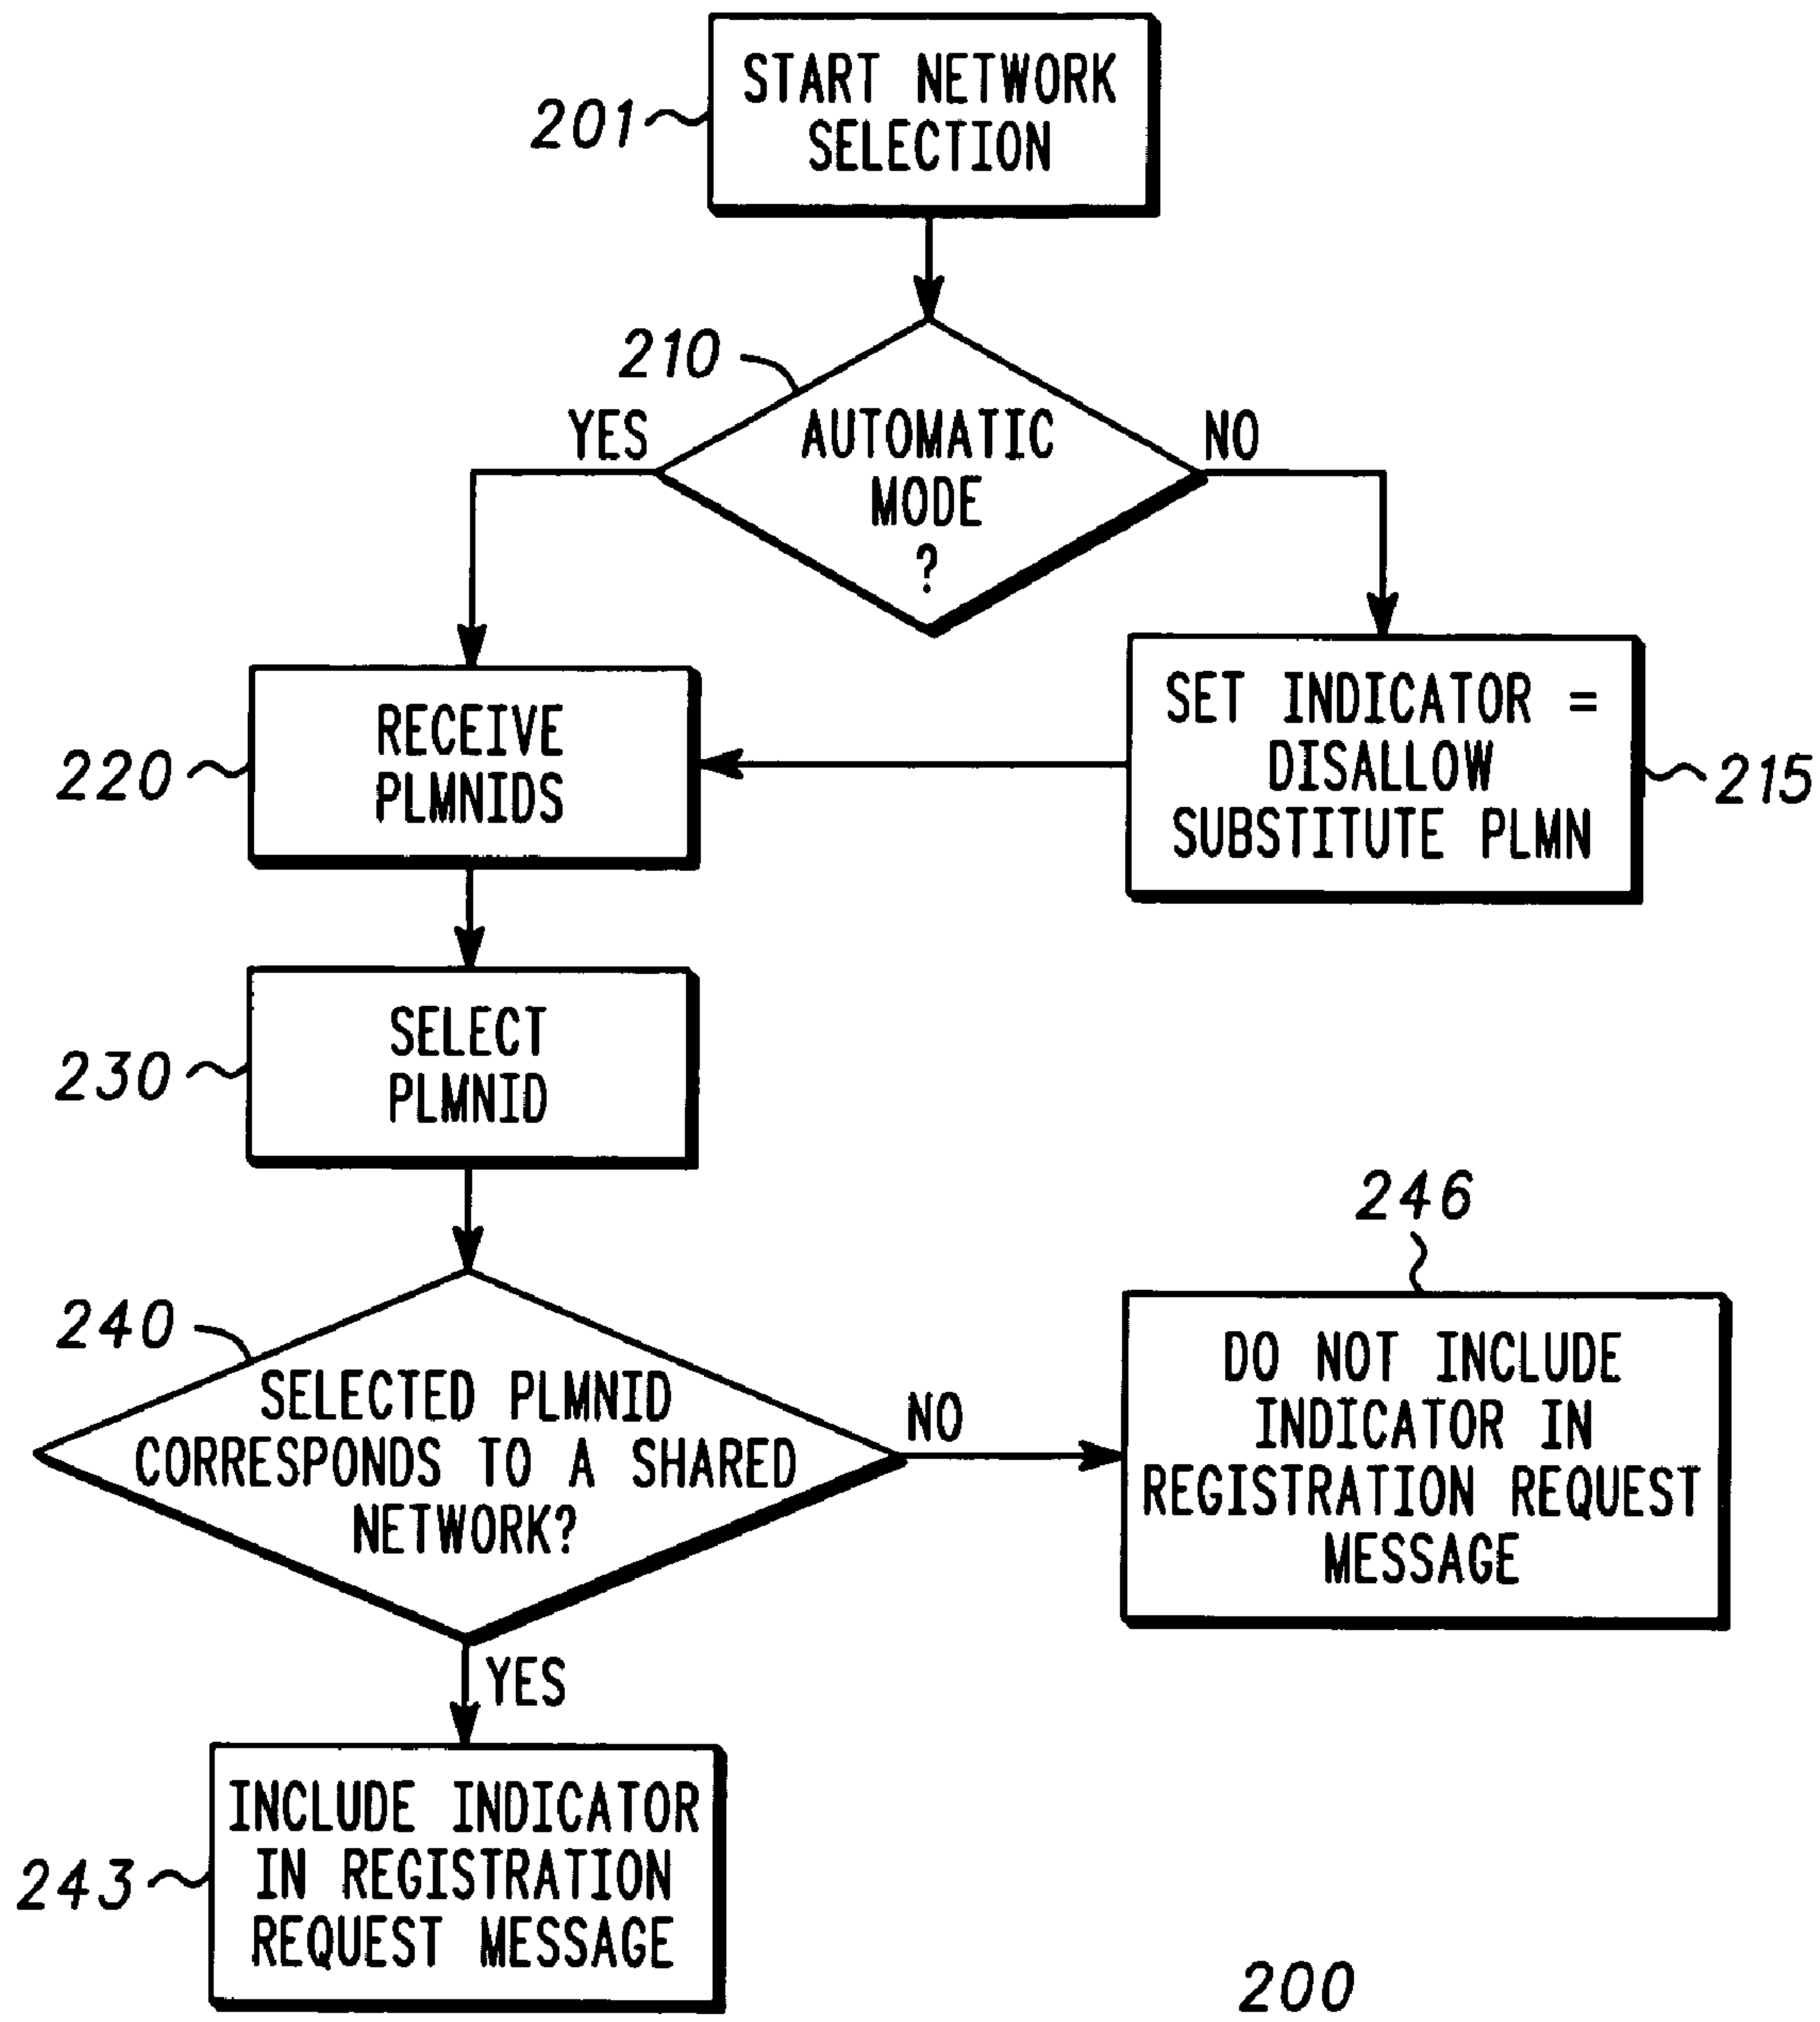 START NETWORK
SELECTION
201
210
YES
AUTOMATIC
MODE
?
NO
SET INDICATOR =
DISALLOW
SUBSTITUTE PLMN
215
RECEIVE
PLMNIDS
220
SELECT
PLMNID
230
240
SELECTED PLMNID
CORRESPONDS TO A SHARED
NETWORK?
NO
246
DO NOT INCLUDE
INDICATOR IN
REGISTRATION REQUEST
MESSAGE
YES
INCLUDE INDICATOR
IN REGISTRATION
REQUEST MESSAGE
243
200